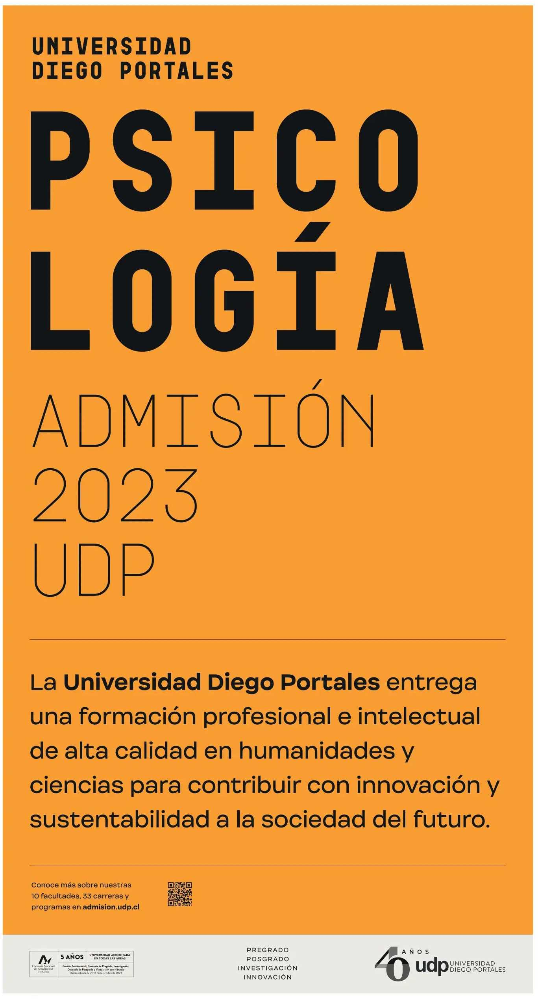 UNIVERSIDAD
DIEGO PORTALES
PSICO
LOGÍA
ADMISIÓN
2023
UDP
La Universidad Diego Portales entrega
una formación profesional e intelectual
de alta calidad en humanidades y
ciencias para contribuir con innovación y
sustentabilidad a la sociedad del futuro.
Conoce más sobre nuestras
10 facultades, 33 carreras y
programas en admision.udp.cl
Comisión Nacional
de Acreditación
CNA-Chile
5 AÑOS
UNIVERSIDAD ACREDITADA
EN TODAS LAS ÁREAS
Gestión Institucional, Docencia de Pregrado, Investigación,
Docencia de Postgrado y Vinculación con el Medio
Desde octubre de 2018 hasta octubre de 2023
PREGRADO
POSGRADO
INVESTIGACIÓN
INNOVACIÓN
40 AÑOS
udp UNIVERSIDAD
DIEGO PORTALES